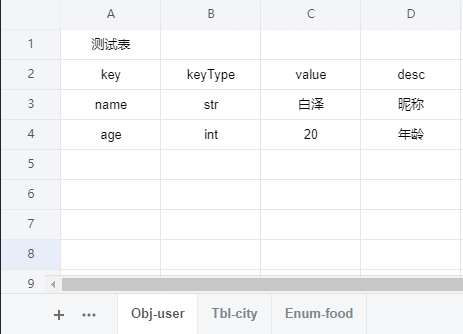 A B C D
1 测试表
2 key keyType value desc
3 name str 白泽 昵称
4 age int 20 年龄
5
6
7
8
9
Obj-user Tbl-city Enum-food